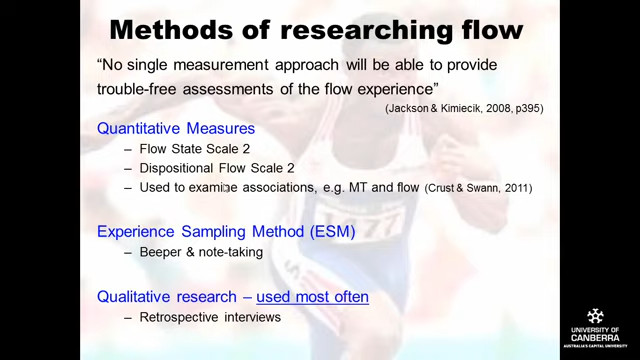 Methods of researching flow
“No single measurement approach will be able to provide
trouble-free assessments of the flow experience”
(Jackson & Kimiecik, 2008, p395)
Quantitative Measures
– Flow State Scale 2
– Dispositional Flow Scale 2
– Used to examine associations, e.g. MT and flow (Crust & Swann, 2011)
Experience Sampling Method (ESM)
– Beeper & note-taking
Qualitative research – used most often
– Retrospective interviews
UNIVERSITY OF
CANBERRA
AUSTRALIA'S CAPITAL UNIVERSITY